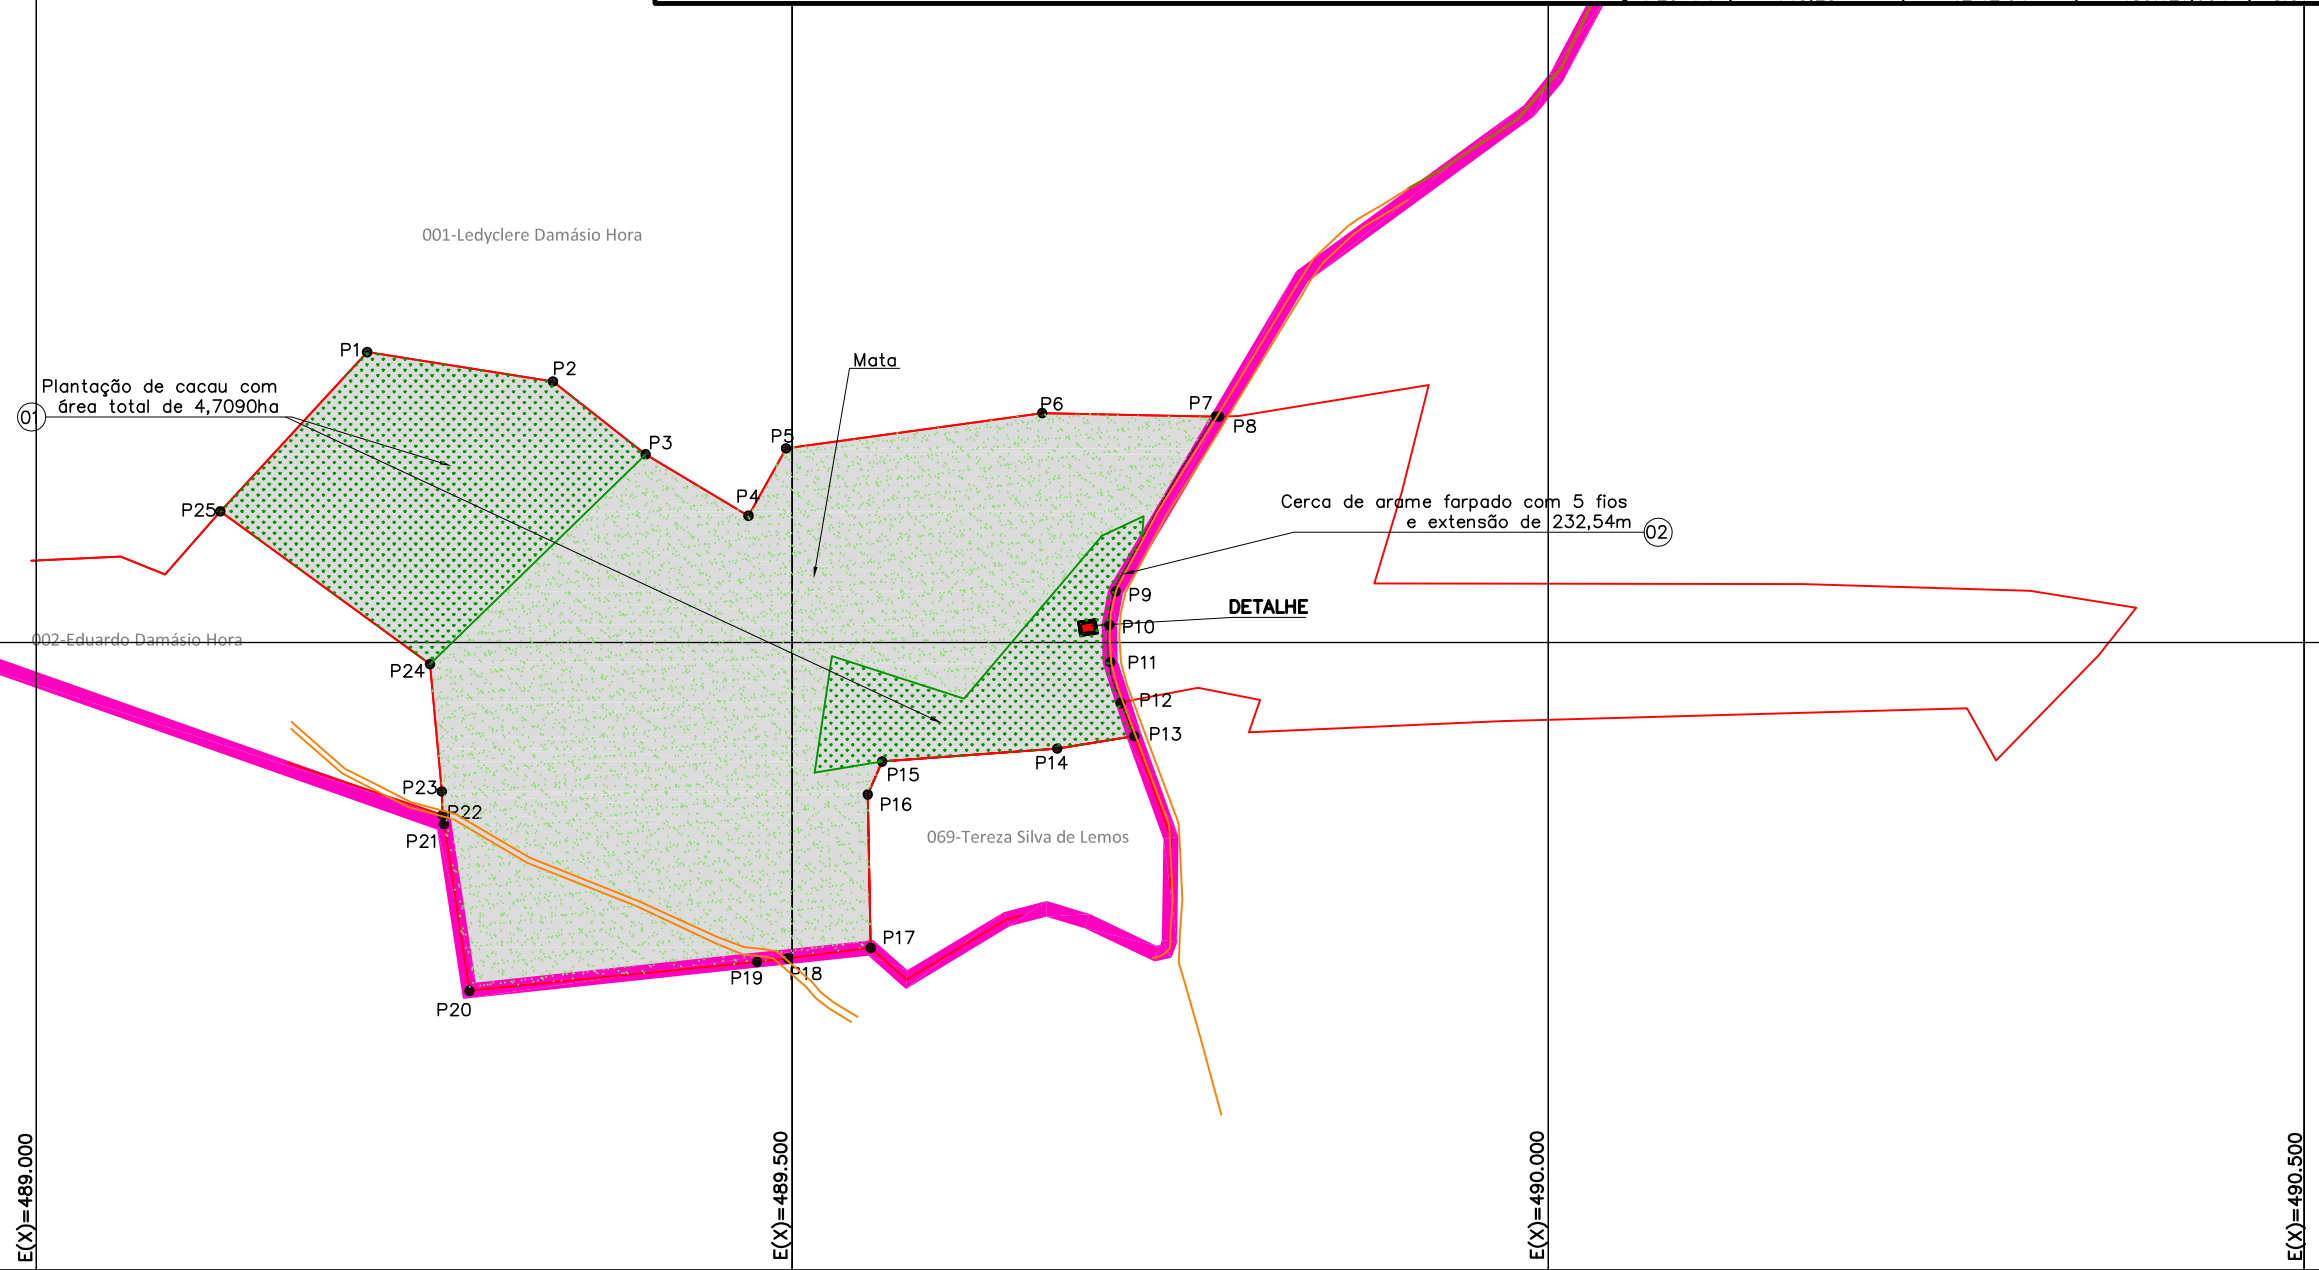 001-Ledyclere Damásio Hora
P1
P2
Mata
Plantação de cacau com
área total de 4,7090ha
01
P3
P4
P5
P6
P7
P8
P25
Cerca de arame farpado com 5 fios
e extensão de 232,54m
02
P9
DETALHE
P10
002-Eduardo Damásio Hora
P24
P11
P12
P13
P14
P15
P16
P23
P22
P21
069-Tereza Silva de Lemos
P17
P18
P19
P20
E(X)=489.000
E(X)=489.500
E(X)=490.000
E(X)=490.500